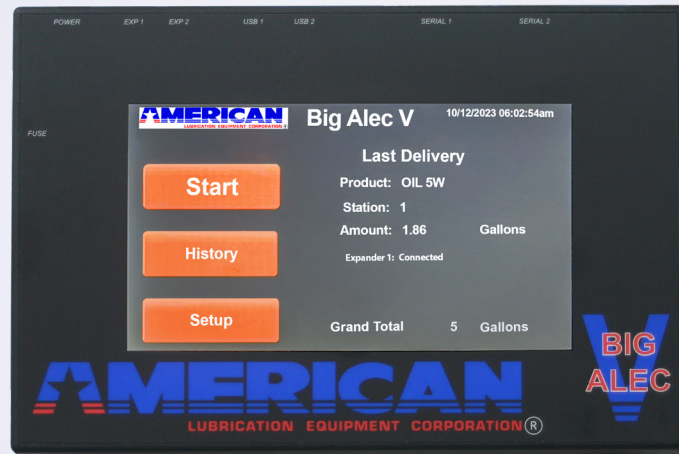 POWER EXP 1 EXP 2 USB 1 USB 2 SERIAL 1 SERIAL 2
FUSE
AMERICAN
LUBRICATION EQUIPMENT CORPORATION ®
Big Alec V
10/12/2023 06:02:54am
Last Delivery
Start
Product: OIL 5W
Station: 1
Amount: 1.86 Gallons
History
Expander 1: Connected
Setup
Grand Total 5 Gallons
AMERICAN
LUBRICATION EQUIPMENT CORPORATION ®
V
BIG
ALEC